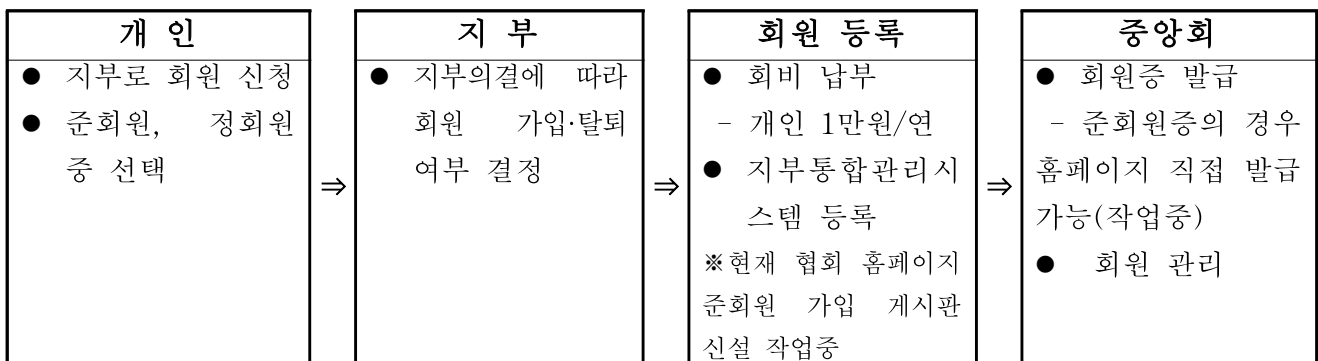 개 인
● 지부로 회원 신청
● 준회원, 정회원
중 선택
⇒
지 부
● 지부의결에 따라
회원 가입·탈퇴
여부 결정
⇒
회원 등록
● 회비 납부
- 개인 1만원/연
● 지부통합관리시
스템 등록
※현재 협회 홈페이지
준회원 가입 게시판
신설 작업중
⇒
중앙회
● 회원증 발급
- 준회원증의 경우
홈페이지 직접 발급
가능(작업중)
● 회원 관리